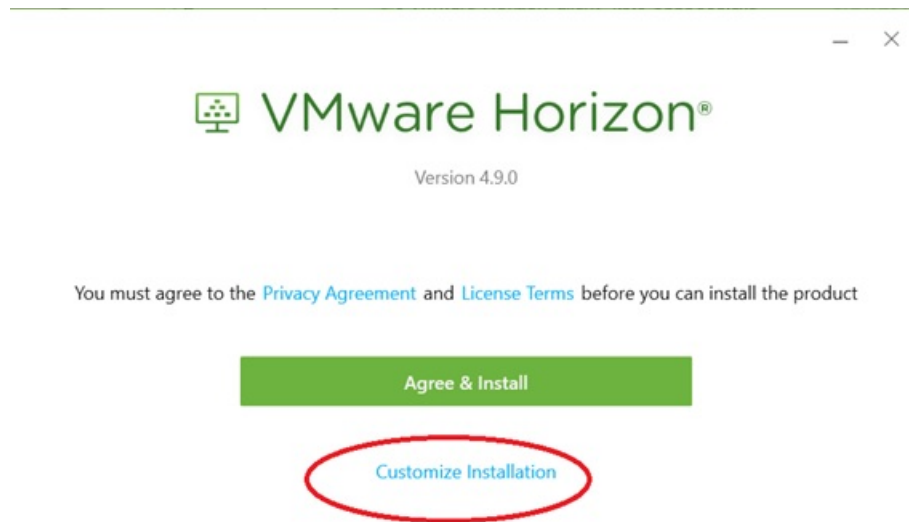 VMware Horizon®
Version 4.9.0
You must agree to the Privacy Agreement and License Terms before you can install the product
Agree & Install
Customize Installation